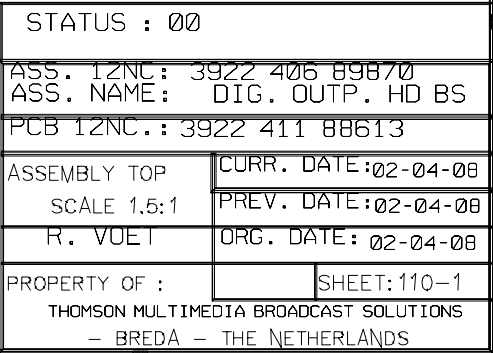 STATUS : 00
ASS. 12NC: 3922 406 89870
ASS. NAME: DIG. OUTP. HD BS
PCB 12NC.: 3922 411 88613
ASSEMBLY TOP
SCALE 1.5:1
CURR. DATE: 02-04-08
PREV. DATE: 02-04-08
R. VOET
ORG. DATE: 02-04-08
PROPERTY OF :
SHEET: 110-1
THOMSON MULTIMEDIA BROADCAST SOLUTIONS
- BREDA - THE NETHERLANDS